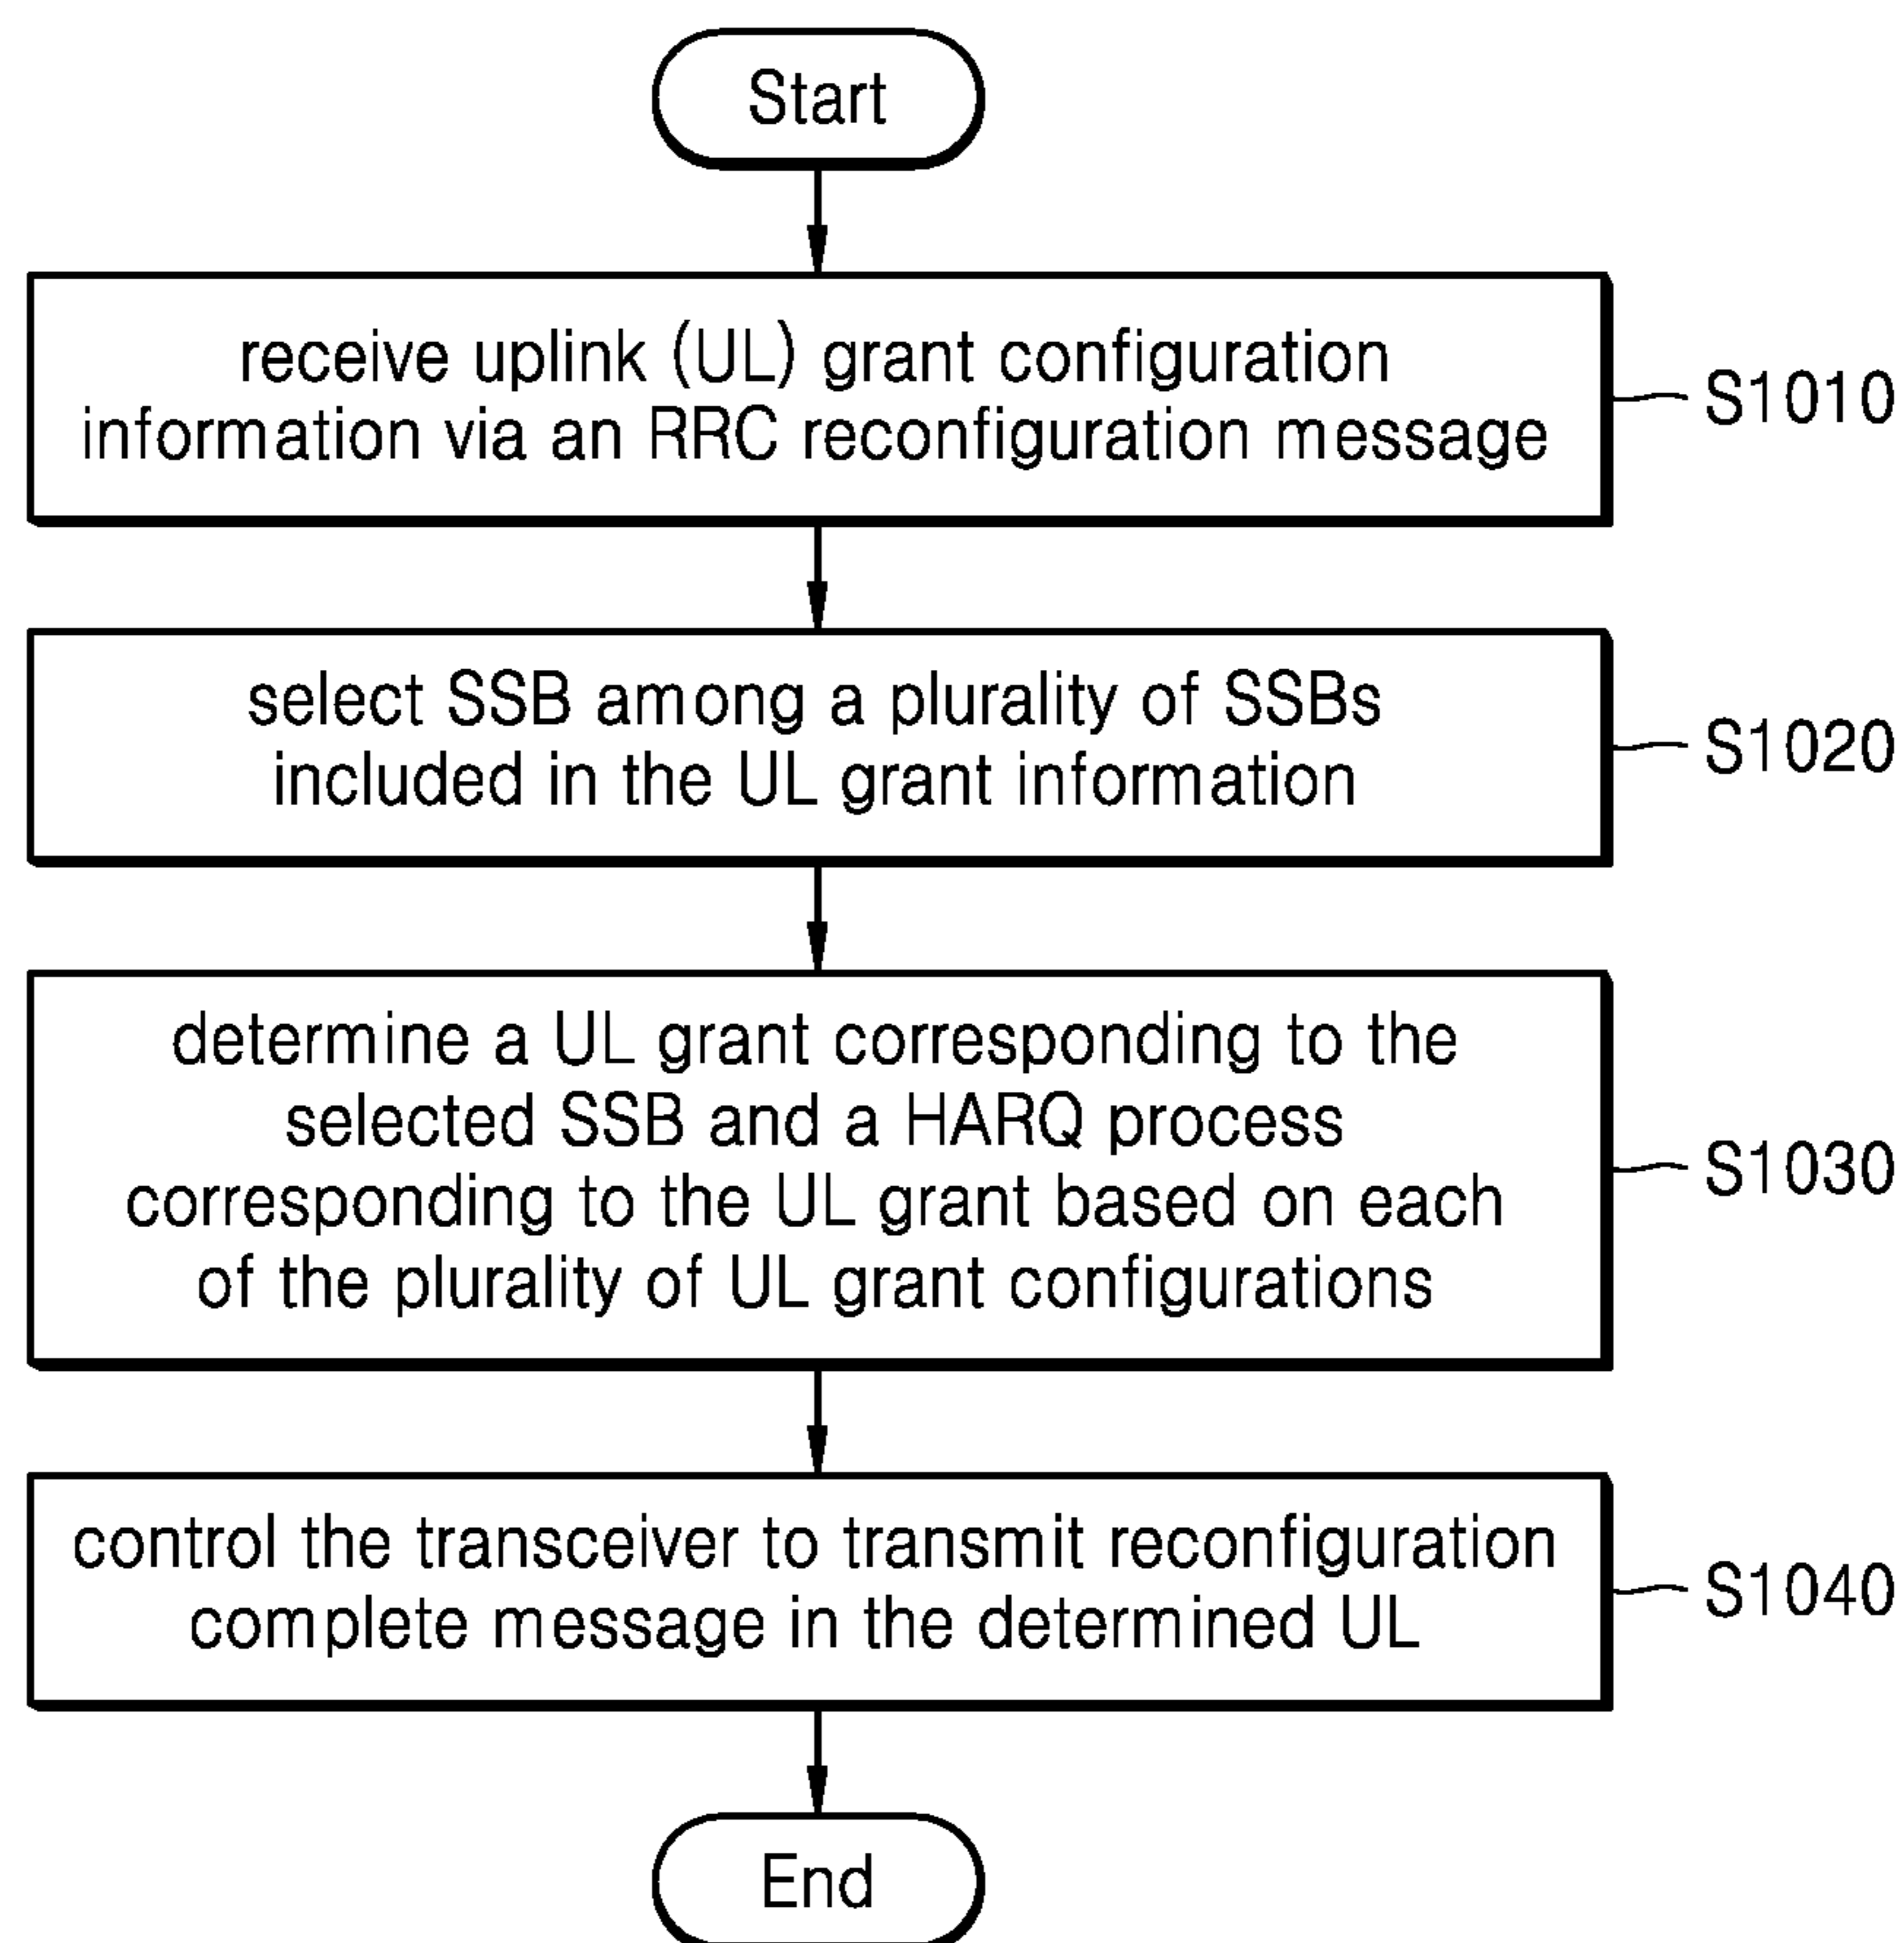 Start
receive uplink (UL) grant configuration
information via an RRC reconfiguration message
S1010
select SSB among a plurality of SSBs
included in the UL grant information
S1020
determine a UL grant corresponding to the
selected SSB and a HARQ process
corresponding to the UL grant based on each
of the plurality of UL grant configurations
S1030
control the transceiver to transmit reconfiguration
complete message in the determined UL
S1040
End